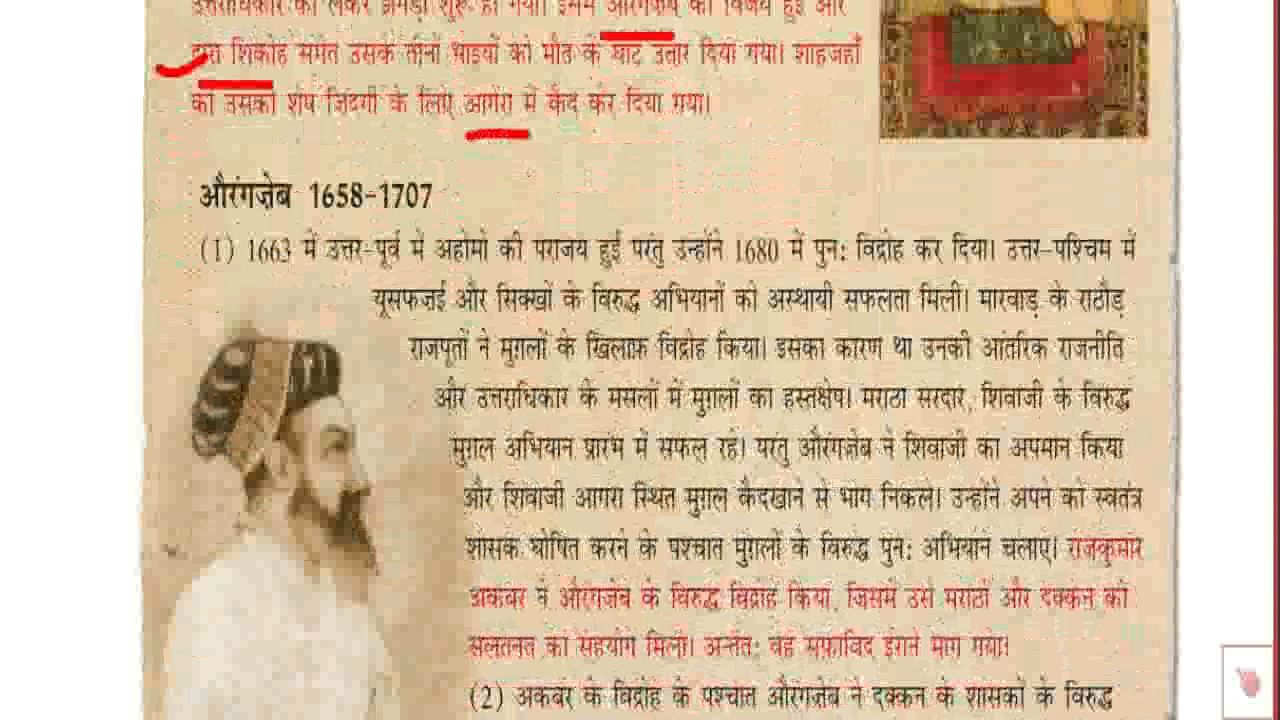 उत्तराधिकार को लेकर झगड़ा शुरू हो गया। इसमें औरंगज़ेब की विजय हुई और
दारा शिकोह समेत उसके तीनों भाइयों को मौत के घाट उतार दिया गया। शाहजहाँ
को उसकी शेष ज़िंदगी के लिए आगरा में कैद कर दिया गया।
औरंगज़ेब 1658-1707
(1) 1663 में उत्तर-पूर्व में अहोमों की पराजय हुई परंतु उन्होंने 1680 में पुन: विद्रोह कर दिया। उत्तर-पश्चिम में
यूसफज़ई और सिक्खों के विरुद्ध अभियानों को अस्थायी सफलता मिली। मारवाड़ के राठौड़
राजपूतों ने मुग़लों के खिलाफ़ विद्रोह किया। इसका कारण था उनकी आंतरिक राजनीति
और उत्तराधिकार के मसलों में मुग़लों का हस्तक्षेप। मराठा सरदार, शिवाजी के विरुद्ध
मुग़ल अभियान प्रारंभ में सफल रहे। परंतु औरंगज़ेब ने शिवाजी का अपमान किया
और शिवाजी आगरा स्थित मुग़ल कैदखाने से भाग निकले। उन्होंने अपने को स्वतंत्र
शासक घोषित करने के पश्चात मुग़लों के विरुद्ध पुन: अभियान चलाए। राजकुमार
अकबर ने औरंगज़ेब के विरुद्ध विद्रोह किया, जिसमें उसे मराठों और दक्कन की
सल्तनत का सहयोग मिला। अन्तत: वह सफ़ाविद ईरान भाग गया।
(2) अकबर के विद्रोह के पश्चात औरंगज़ेब ने दक्कन के शासकों के विरुद्ध